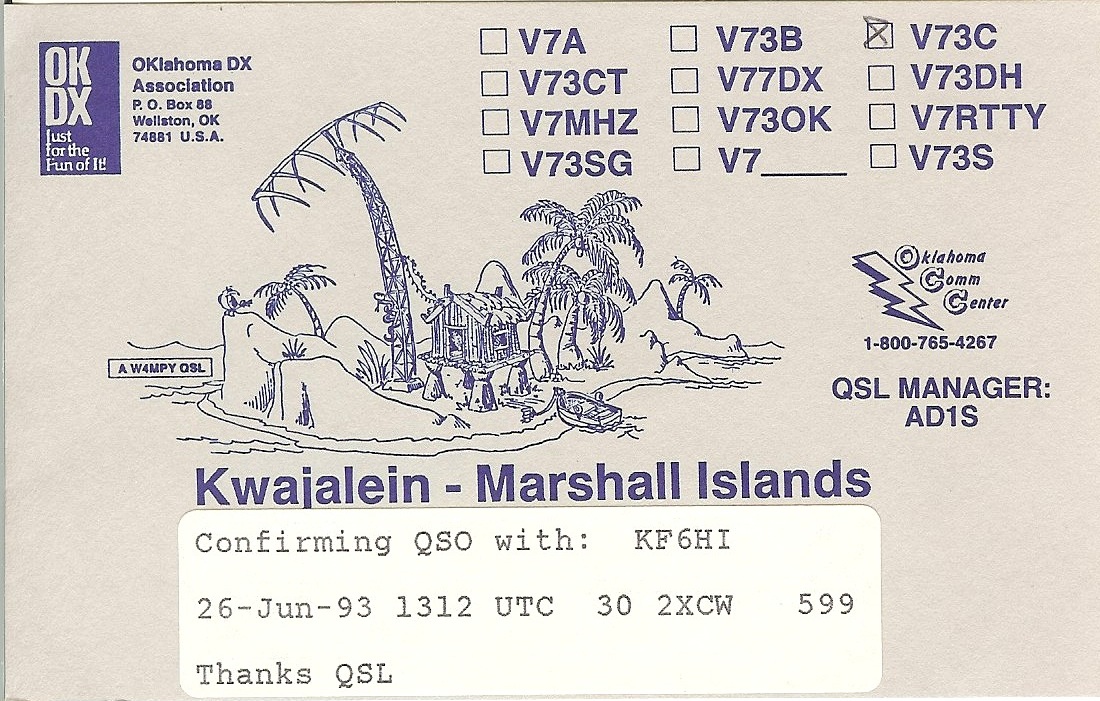 OK
DX
Just
for the
Fun of It!
OKlahoma DX
Association
P. O. Box 88
Wellston, OK
74881 U.S.A.
V7A V73B V73C
V73CT V77DX V73DH
V7MHZ V73OK V7RTTY
V73SG V7______ V73S
Oklahoma
Comm
Center
1-800-765-4267
A W4MPY QSL
QSL MANAGER:
AD1S
Kwajalein - Marshall Islands
Confirming QSO with: KF6HI
26-Jun-93 1312 UTC 30 2XCW 599
Thanks QSL